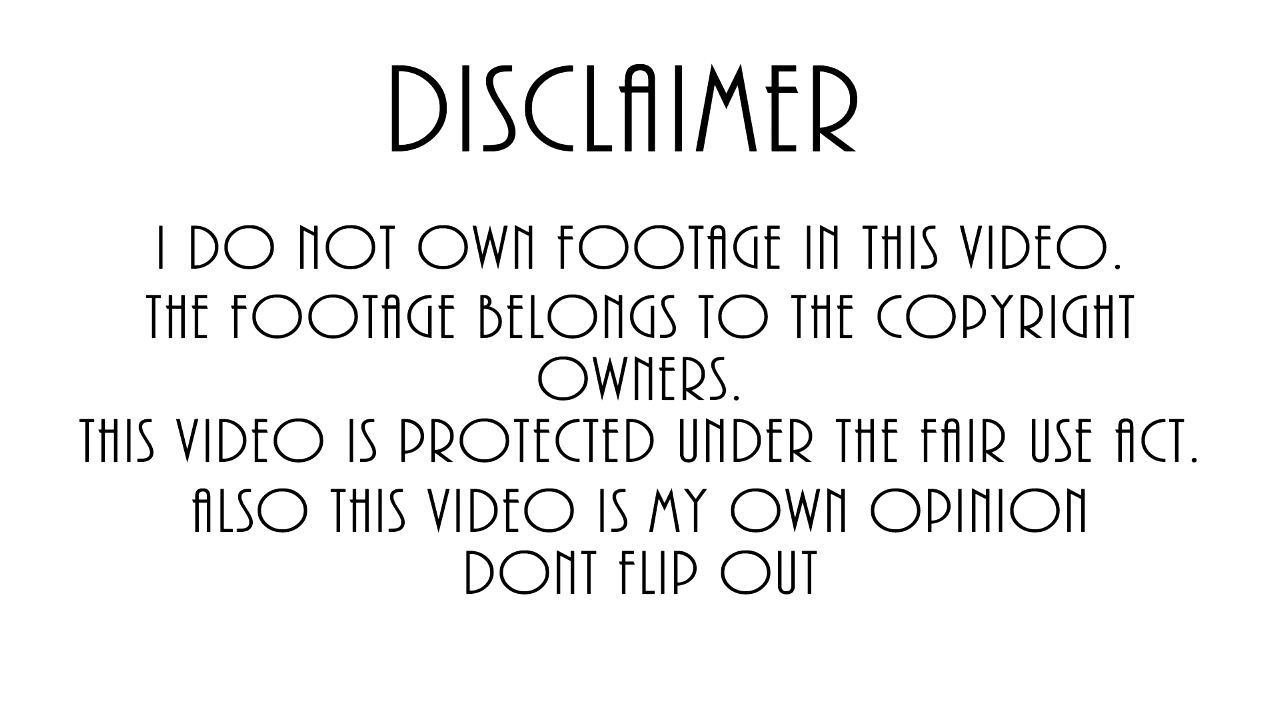 DISCLAIMER
I DO NOT OWN FOOTAGE IN THIS VIDEO.
THE FOOTAGE BELONGS TO THE COPYRIGHT
OWNERS.
THIS VIDEO IS PROTECTED UNDER THE FAIR USE ACT.
ALSO THIS VIDEO IS MY OWN OPINION
DONT FLIP OUT